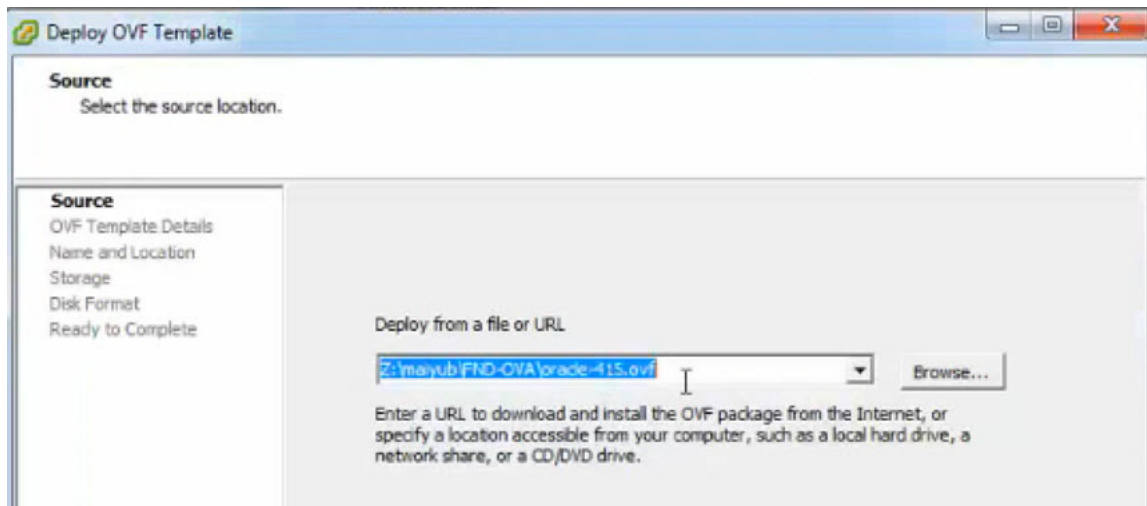 Deploy OVF Template
Source
Select the source location.
Source
OVF Template Details
Name and Location
Storage
Disk Format
Ready to Complete
Deploy from a file or URL
Z:\maiyub\FND-OVA\oracle-415.ovf
Browse...
Enter a URL to download and install the OVF package from the Internet, or
specify a location accessible from your computer, such as a local hard drive, a
network share, or a CD/DVD drive.